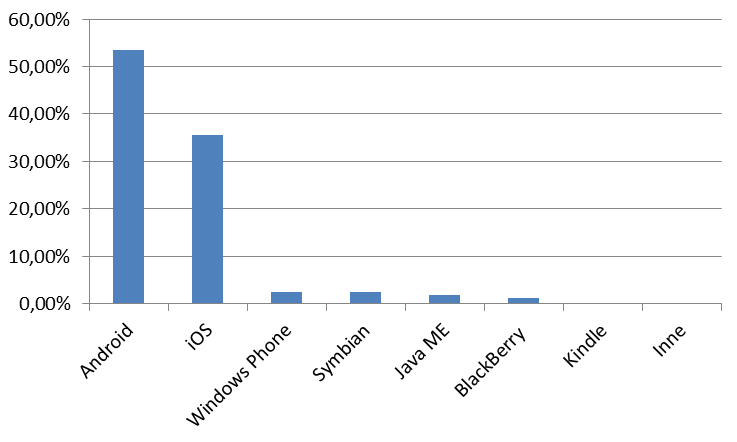 60,00%
50,00%
40,00%
30,00%
20,00%
10,00%
0,00%
Android
iOS
Windows Phone
Symbian
Java ME
BlackBerry
Kindle
Inne